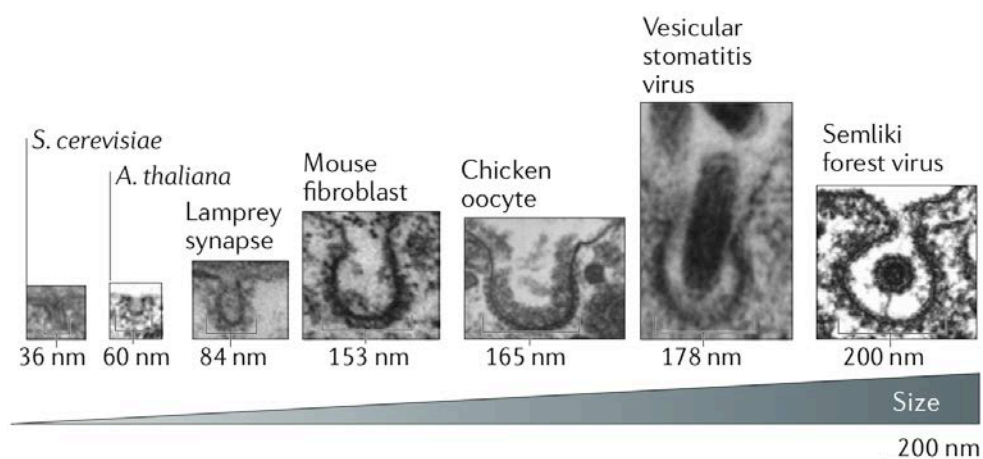 S. cerevisiae
36 nm
A. thaliana
60 nm
Lamprey
synapse
84 nm
Mouse
fibroblast
153 nm
Chicken
oocyte
165 nm
Vesicular
stomatitis
virus
178 nm
Semliki
forest virus
200 nm
Size
200 nm